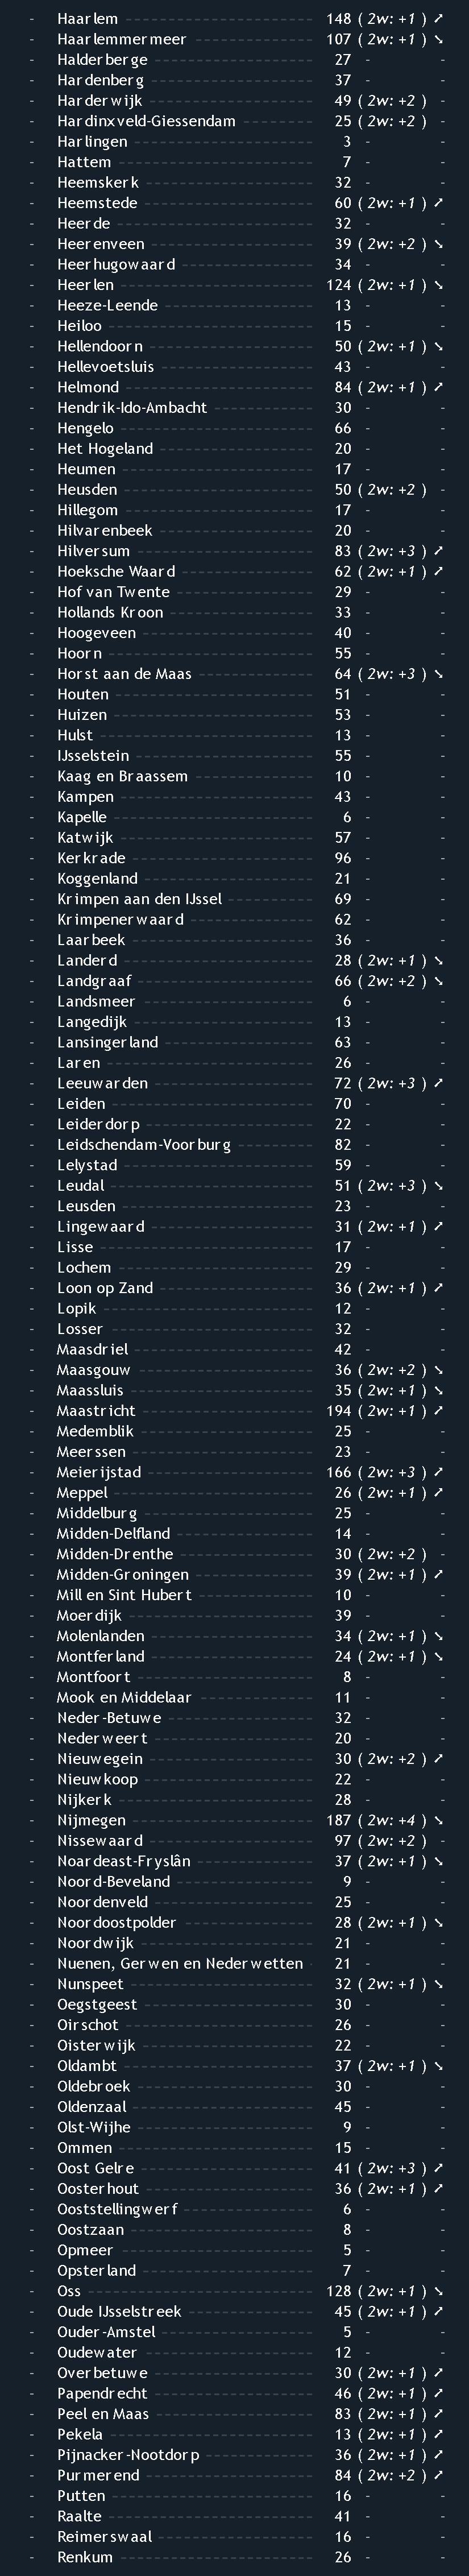 - Haarlem 148 ( 2w: +1 ) ➚
- Haarlemmermeer 107 ( 2w: +1 ) ➘
- Halderberge 27 - -
- Hardenberg 37 - -
- Harderwijk 49 ( 2w: +2 ) -
- Hardinxveld-Giessendam 25 ( 2w: +2 ) -
- Harlingen 3 - -
- Hattem 7 - -
- Heemskerk 32 - -
- Heemstede 60 ( 2w: +1 ) ➚
- Heerde 32 - -
- Heerenveen 39 ( 2w: +2 ) ➘
- Heerhugowaard 34 - -
- Heerlen 124 ( 2w: +1 ) ➘
- Heeze-Leende 13 - -
- Heiloo 15 - -
- Hellendoorn 50 ( 2w: +1 ) ➘
- Hellevoetsluis 43 - -
- Helmond 84 ( 2w: +1 ) ➚
- Hendrik-Ido-Ambacht 30 - -
- Hengelo 66 - -
- Het Hogeland 20 - -
- Heumen 17 - -
- Heusden 50 ( 2w: +2 ) -
- Hillegom 17 - -
- Hilvarenbeek 20 - -
- Hilversum 83 ( 2w: +3 ) ➚
- Hoeksche Waard 62 ( 2w: +1 ) ➚
- Hof van Twente 29 - -
- Hollands Kroon 33 - -
- Hoogeveen 40 - -
- Hoorn 55 - -
- Horst aan de Maas 64 ( 2w: +3 ) ➘
- Houten 51 - -
- Huizen 53 - -
- Hulst 13 - -
- IJsselstein 55 - -
- Kaag en Braassem 10 - -
- Kampen 43 - -
- Kapelle 6 - -
- Katwijk 57 - -
- Kerkrade 96 - -
- Koggenland 21 - -
- Krimpen aan den IJssel 69 - -
- Krimpenerwaard 62 - -
- Laarbeek 36 - -
- Landerd 28 ( 2w: +1 ) ➘
- Landgraaf 66 ( 2w: +2 ) ➘
- Landsmeer 6 - -
- Langedijk 13 - -
- Lansingerland 63 - -
- Laren 26 - -
- Leeuwarden 72 ( 2w: +3 ) ➚
- Leiden 70 - -
- Leiderdorp 22 - -
- Leidschendam-Voorburg 82 - -
- Lelystad 59 - -
- Leudal 51 ( 2w: +3 ) ➘
- Leusden 23 - -
- Lingewaard 31 ( 2w: +1 ) ➚
- Lisse 17 - -
- Lochem 29 - -
- Loon op Zand 36 ( 2w: +1 ) ➚
- Lopik 12 - -
- Losser 32 - -
- Maasdriel 42 - -
- Maasgouw 36 ( 2w: +2 ) ➘
- Maassluis 35 ( 2w: +1 ) ➘
- Maastricht 194 ( 2w: +1 ) ➚
- Medemblik 25 - -
- Meerssen 23 - -
- Meierijstad 166 ( 2w: +3 ) ➚
- Meppel 26 ( 2w: +1 ) ➚
- Middelburg 25 - -
- Midden-Delfland 14 - -
- Midden-Drenthe 30 ( 2w: +2 ) -
- Midden-Groningen 39 ( 2w: +1 ) ➚
- Mill en Sint Hubert 10 - -
- Moerdijk 39 - -
- Molenlanden 34 ( 2w: +1 ) ➘
- Montferland 24 ( 2w: +1 ) ➘
- Montfoort 8 - -
- Mook en Middelaar 11 - -
- Neder-Betuwe 32 - -
- Nederweert 20 - -
- Nieuwegein 30 ( 2w: +2 ) ➚
- Nieuwkoop 22 - -
- Nijkerk 28 - -
- Nijmegen 187 ( 2w: +4 ) ➘
- Nissewaard 97 ( 2w: +2 ) -
- Noardeast-Fryslân 37 ( 2w: +1 ) ➘
- Noord-Beveland 9 - -
- Noordenveld 25 - -
- Noordoostpolder 28 ( 2w: +1 ) ➘
- Noordwijk 21 - -
- Nuenen, Gerwen en Nederwetten 21 - -
- Nunspeet 32 ( 2w: +1 ) ➘
- Oegstgeest 30 - -
- Oirschot 26 - -
- Oisterwijk 22 - -
- Oldambt 37 ( 2w: +1 ) ➘
- Oldebroek 30 - -
- Oldenzaal 45 - -
- Olst-Wijhe 9 - -
- Ommen 15 - -
- Oost Gelre 41 ( 2w: +3 ) ➚
- Oosterhout 36 ( 2w: +1 ) ➚
- Ooststellingwerf 6 - -
- Oostzaan 8 - -
- Opmeer 5 - -
- Opsterland 7 - -
- Oss 128 ( 2w: +1 ) ➘
- Oude IJsselstreek 45 ( 2w: +1 ) ➚
- Ouder-Amstel 5 - -
- Oudewater 12 - -
- Overbetuwe 30 ( 2w: +1 ) ➚
- Papendrecht 46 ( 2w: +1 ) ➚
- Peel en Maas 83 ( 2w: +1 ) ➚
- Pekela 13 ( 2w: +1 ) ➚
- Pijnacker-Nootdorp 36 ( 2w: +1 ) ➚
- Purmerend 84 ( 2w: +2 ) ➚
- Putten 16 - -
- Raalte 41 - -
- Reimerswaal 16 - -
- Renkum 26 - -